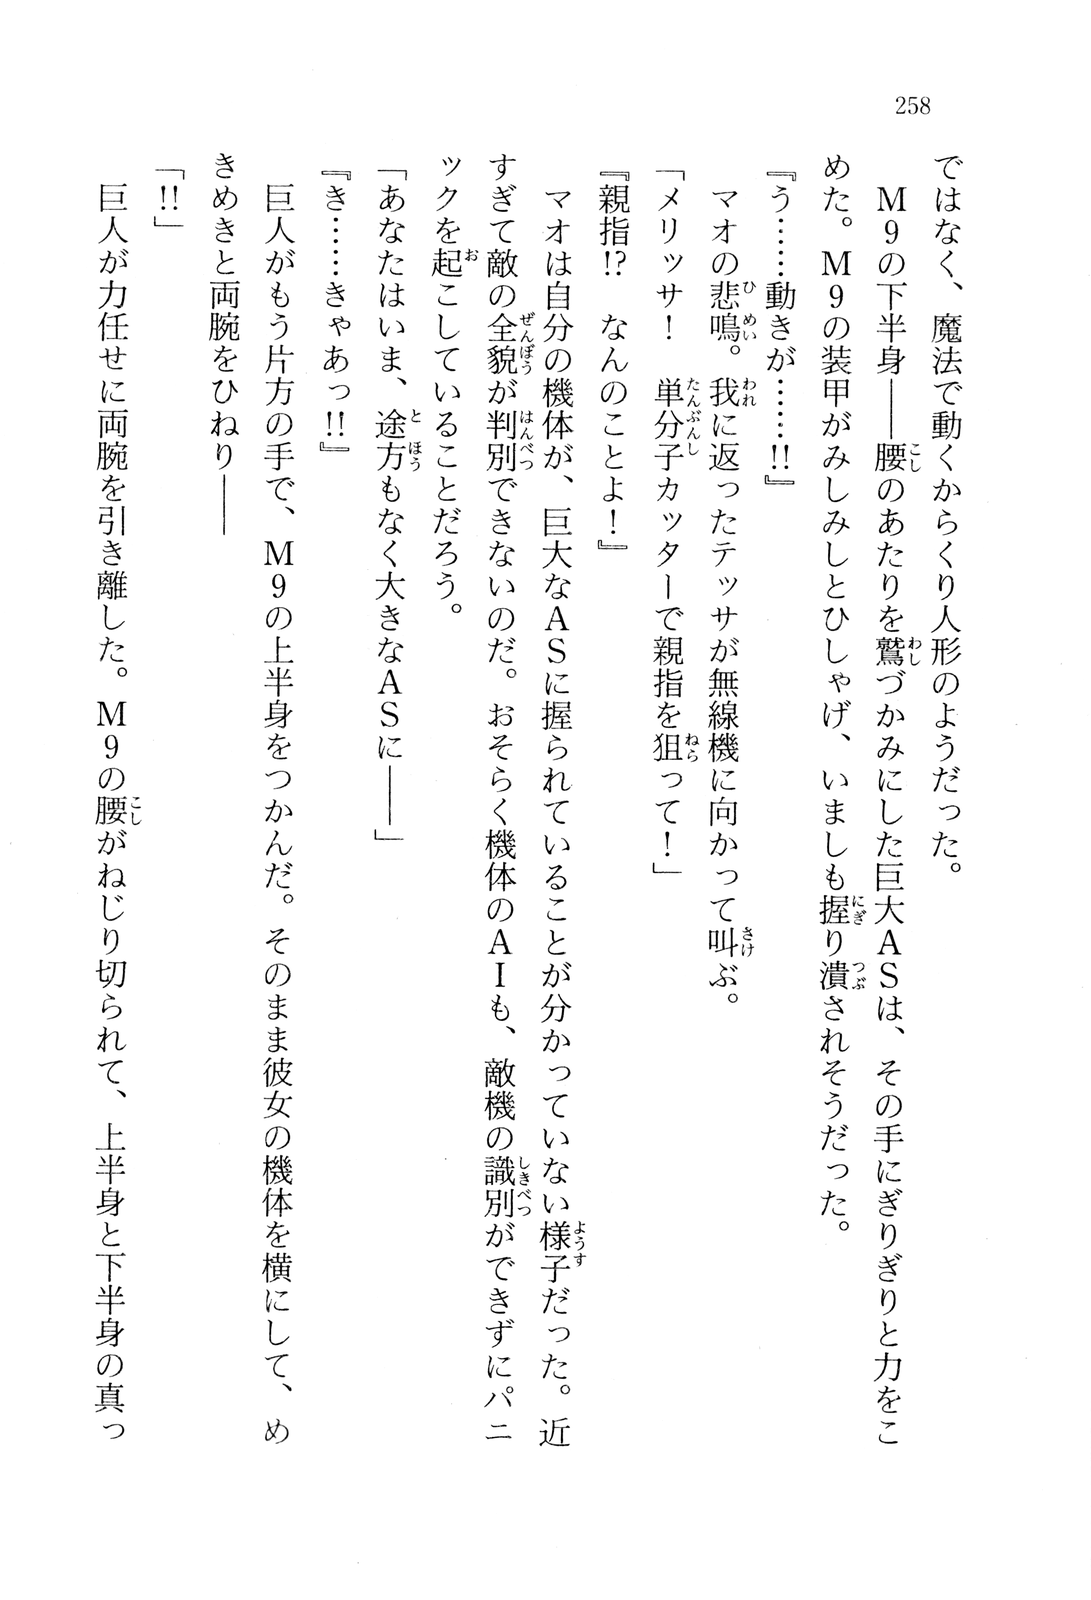 258
ではなく、魔法で動くからくり人形のようだった。
　M9の下半身――腰のあたりを鷲づかみにした巨大ASは、その手にぎりぎりと力をこ
めた。M9の装甲がみしみしとひしゃげ、いましも握り潰されそうだった。
『う……動きが……!!』
　マオの悲鳴。我に返ったテッサが無線機に向かって叫ぶ。
「メリッサ！　単分子カッターで親指を狙って！」
『親指!?　なんのことよ！』
　マオは自分の機体が、巨大なASに握られていることが分かっていない様子だった。近
すぎて敵の全貌が判別できないのだ。おそらく機体のAIも、敵機の識別ができずにパニ
ックを起こしていることだろう。
「あなたはいま、途方もなく大きなASに――」
『き……きゃあっ!!』
　巨人がもう片方の手で、M9の上半身をつかんだ。そのまま彼女の機体を横にして、め
きめきと両腕をひねり――
「!!」
　巨人が力任せに両腕を引き離した。M9の腰がねじり切られて、上半身と下半身の真っ